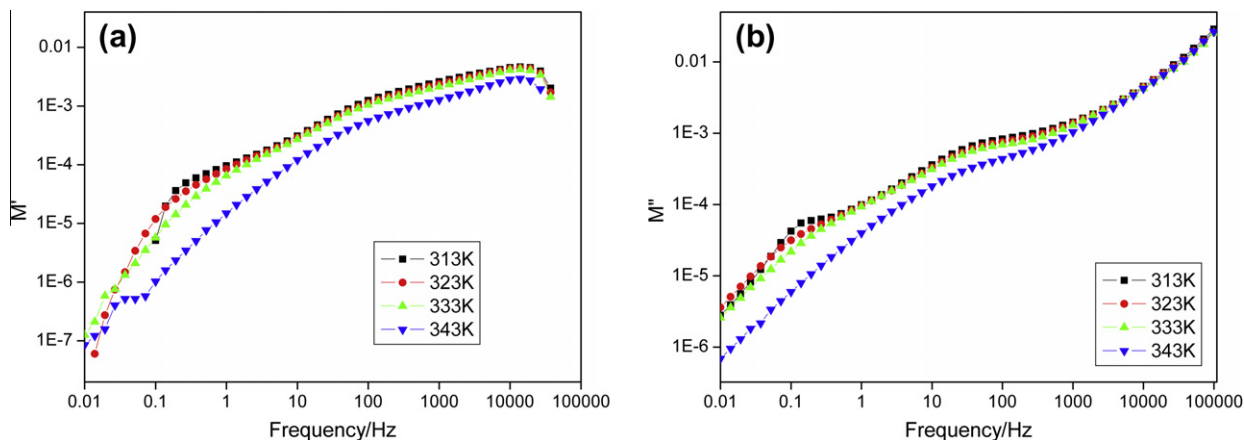 (a)
0.01
1E-3
1E-4
1E-5
1E-6
1E-7
M'
313K
323K
333K
343K
0.01 0.1 1 10 100 1000 10000 100000
Frequency/Hz
(b)
0.01
1E-3
1E-4
1E-5
1E-6
M"
313K
323K
333K
343K
0.01 0.1 1 10 100 1000 10000 100000
Frequency/Hz